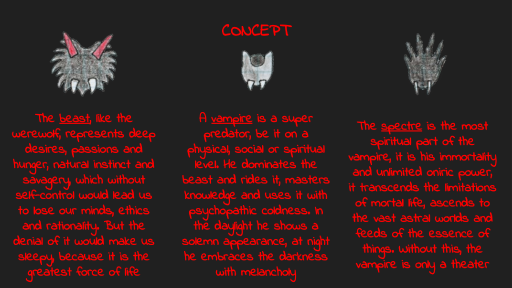 CONCEPT
The beast, like the
werewolf, represents deep
desires, passions and
hunger, natural instinct and
savagery, which without
self-control would lead us
to lose our minds, ethics
and rationality. But the
denial of it would make us
sleepy, because it is the
greatest force of life
A vampire is a super
predator, be it on a
physical, social or spiritual
level. He dominates the
beast and rides it, masters
knowledge and uses it with
psychopathic coldness. In
the daylight he shows a
solemn appearance, at night
he embraces the darkness
with melancholy
The spectre is the most
spiritual part of the
vampire, it is his immortality
and unlimited oniric power,
it transcends the limitations
of mortal life, ascends to
the vast astral worlds and
feeds of the essence of
things. Without this, the
vampire is only a theater